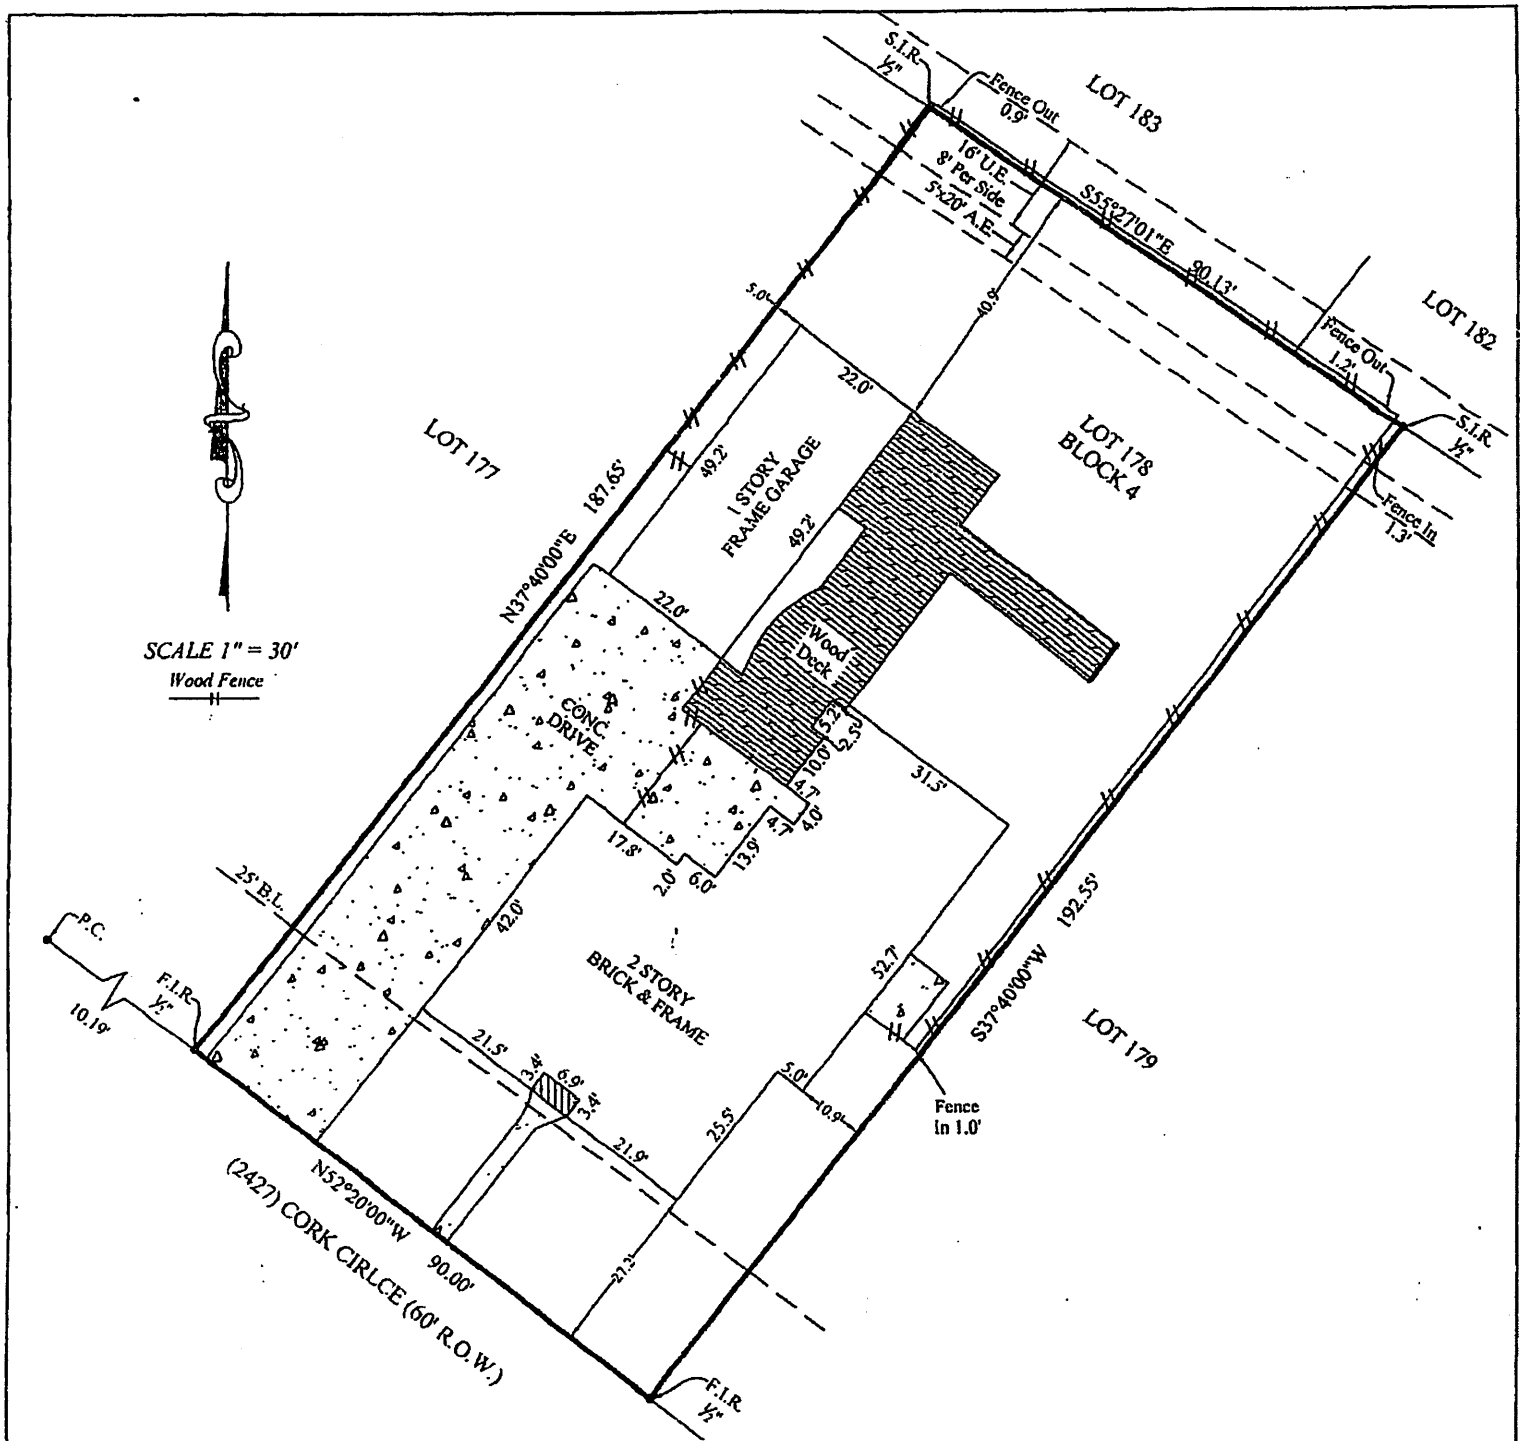 S.I.R.
½"
Fence Out
0.9'
LOT 183
16' U.E.
8' Per Side
5'x20' A.E.
S55°27'01"E
90.13'
LOT 182
Fence Out
1.2'
S.I.R.
½"
Fence In
1.3'
5.0'
40.9'
22.0'
LOT 178
BLOCK 4
LOT 177
N37°40'00"E 187.65'
49.2'
1 STORY
FRAME GARAGE
49.2'
22.0'
SCALE 1" = 30'
Wood Fence
CONC.
DRIVE
Wood
Deck
5.2'
2.5'
10.0'
4.7'
4.0'
4.7'
31.5'
13.9'
17.8'
2.0'
6.0'
25' B.L.
P.C.
10.19'
F.I.R.
½"
42.0'
2 STORY
BRICK & FRAME
52.7'
S37°40'00"W 192.55'
LOT 179
21.5'
3.4'
6.9'
3.4'
21.9'
5.0'
10.9'
25.5'
Fence
In 1.0'
27.2'
N52°20'00"W 90.00'
(2427) CORK CIRLCE (60' R.O.W.)
F.I.R.
½"